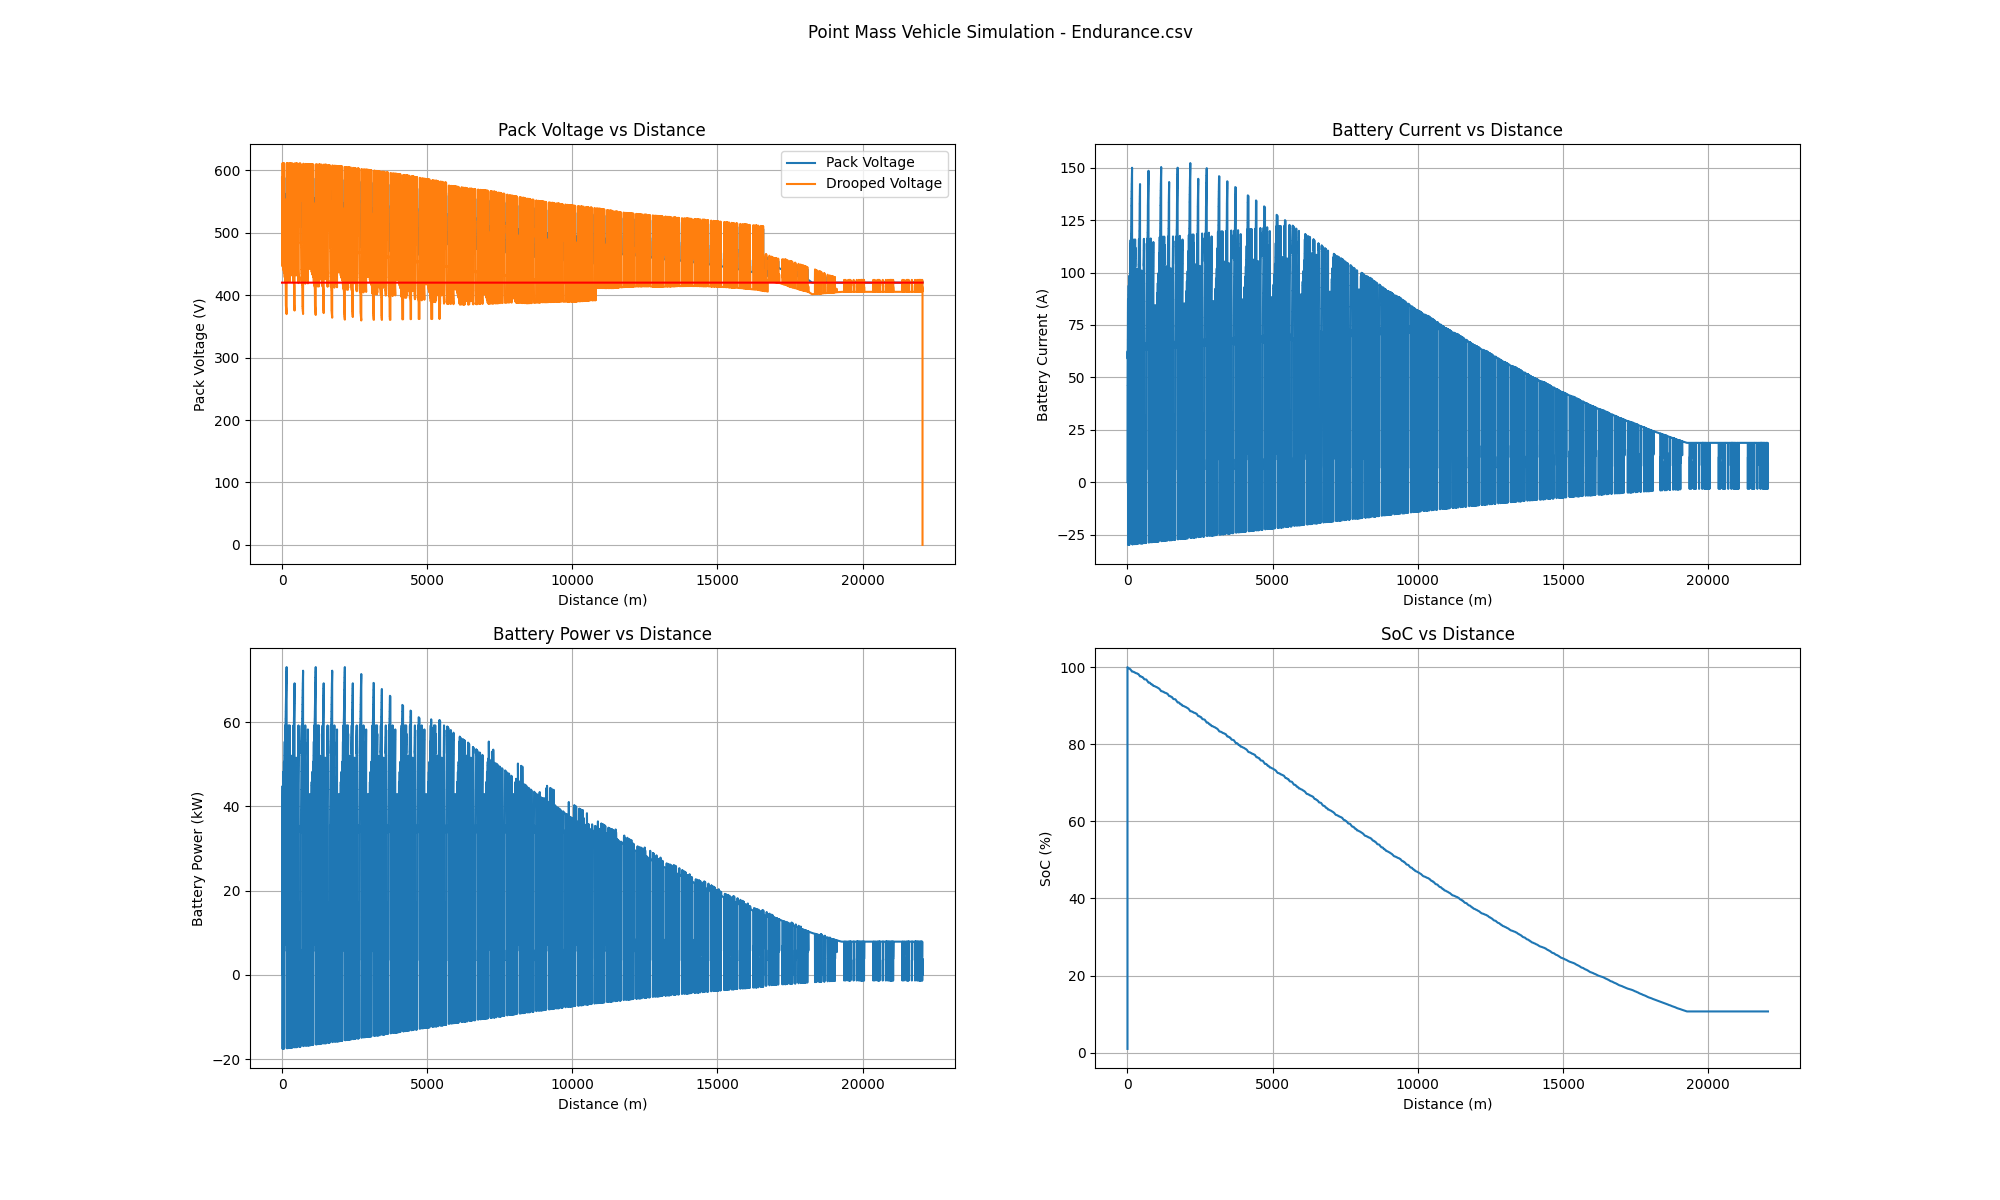 Point Mass Vehicle Simulation - Endurance.csv
Pack Voltage vs Distance
Pack Voltage (V)
600
500
400
300
200
100
0
Pack Voltage
Drooped Voltage
0 5000 10000 15000 20000
Distance (m)
Battery Current vs Distance
Battery Current (A)
150
125
100
75
50
25
0
−25
0 5000 10000 15000 20000
Distance (m)
Battery Power vs Distance
Battery Power (kW)
60
40
20
0
−20
0 5000 10000 15000 20000
Distance (m)
SoC vs Distance
SoC (%)
100
80
60
40
20
0
0 5000 10000 15000 20000
Distance (m)